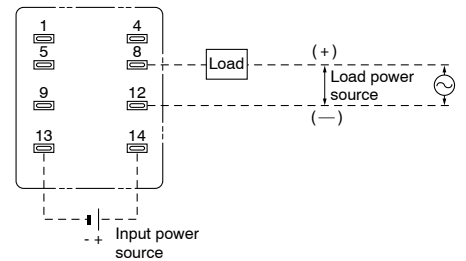 1 4
5 8
Load
(+)
Load power
source
9 12
(—)
13 14
- +
Input power
source